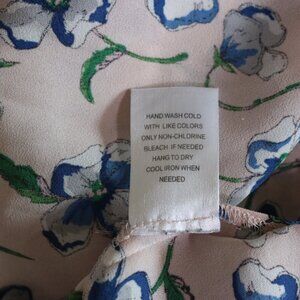 HAND WASH COLD
WITH LIKE COLORS
ONLY NON-CHLORINE
BLEACH IF NEEDED
HANG TO DRY
COOL IRON WHEN
NEEDED